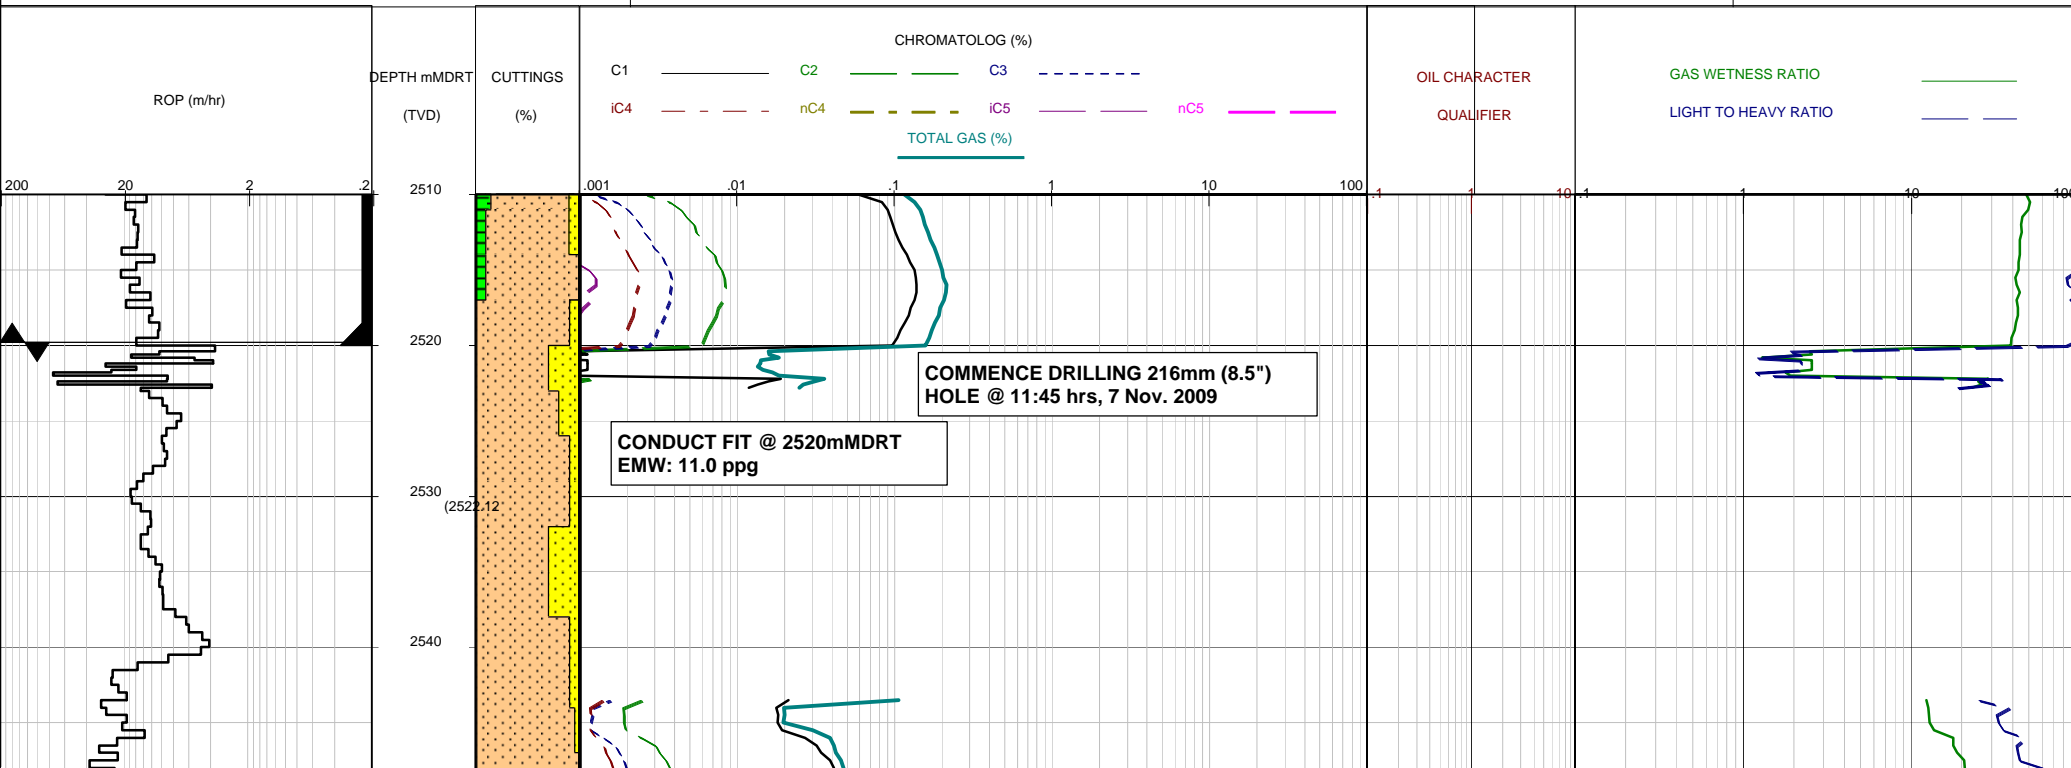 CHROMATOLOG (%)
C1 C2 C3
iC4 nC4 iC5 nC5
TOTAL GAS (%)
ROP (m/hr)
DEPTH mMDRT
(TVD)
CUTTINGS
(%)
OIL CHARACTER
QUALIFIER
GAS WETNESS RATIO
LIGHT TO HEAVY RATIO
200 20 2 .2
.001 .01 .1 1 10 100
.1 1 10
.1 1 10 100
2510
2520
2530
(2522.12
2540
COMMENCE DRILLING 216mm (8.5")
HOLE @ 11:45 hrs, 7 Nov. 2009
CONDUCT FIT @ 2520mMDRT
EMW: 11.0 ppg